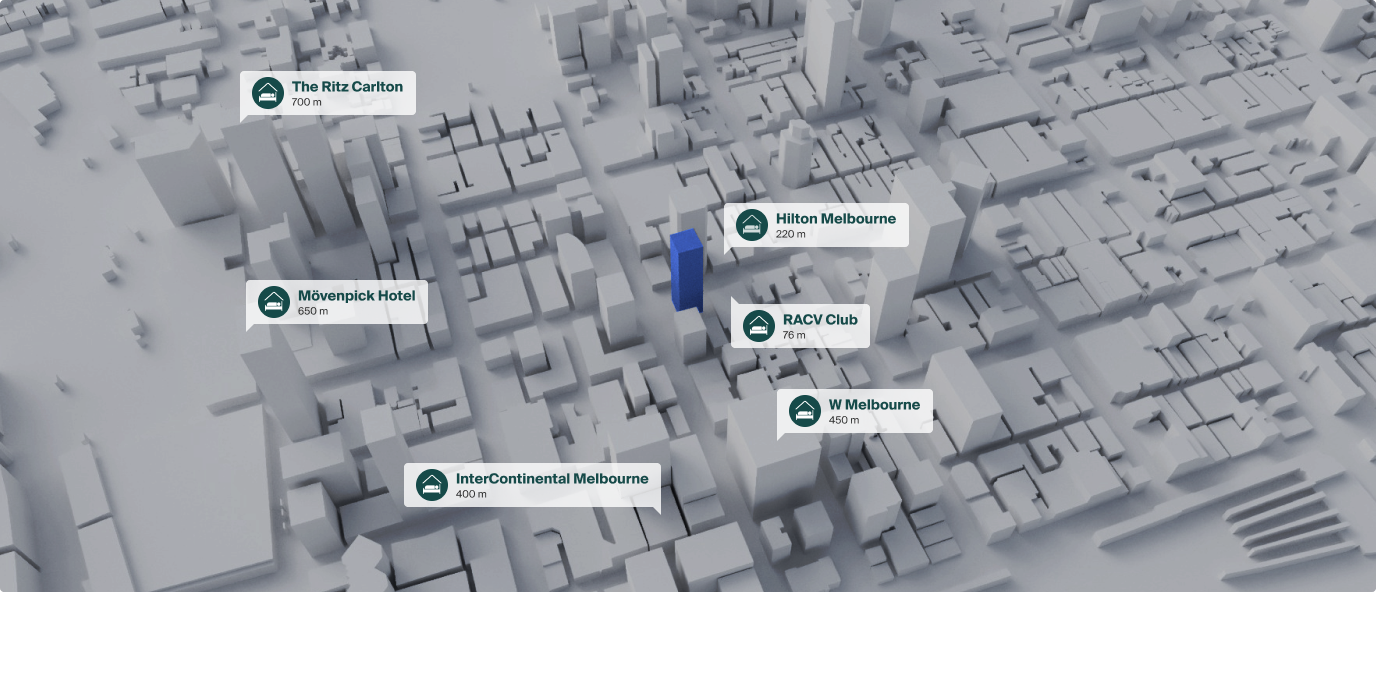 The Ritz Carlton
700 m
Hilton Melbourne
220 m
Mövenpick Hotel
650 m
RACV Club
76 m
W Melbourne
450 m
InterContinental Melbourne
400 m